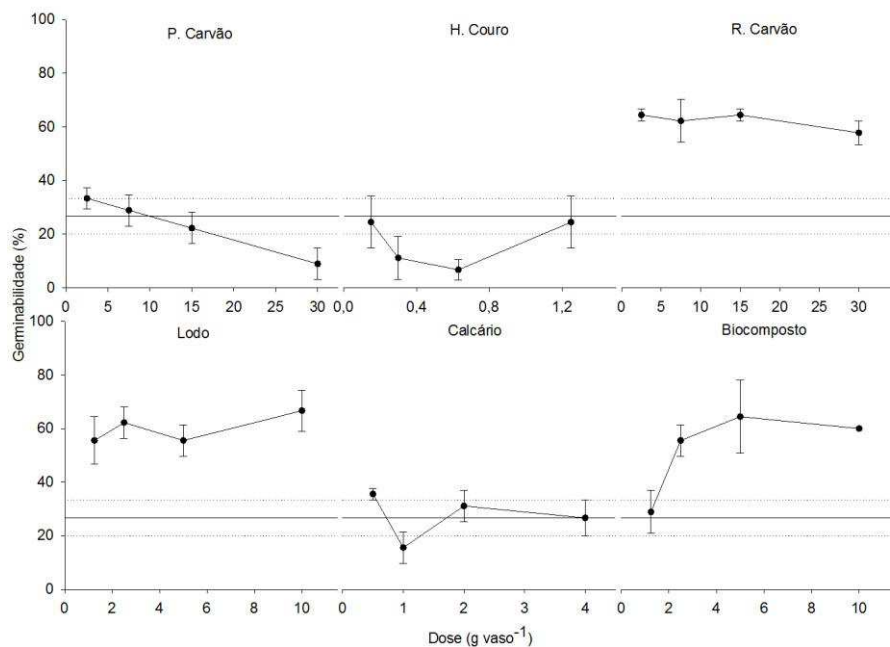 P. Carvão
H. Couro
R. Carvão
100
80
60
40
20
0
0 5 10 15 20 25 30
0,0 0,4 0,8 1,2
0 5 10 15 20 25 30
Germinabilidade (%)
Lodo
Calcário
Biocomposto
100
80
60
40
20
0
0 2 4 6 8 10
0 1 2 3 4
0 2 4 6 8 10
Dose (g vaso-1)